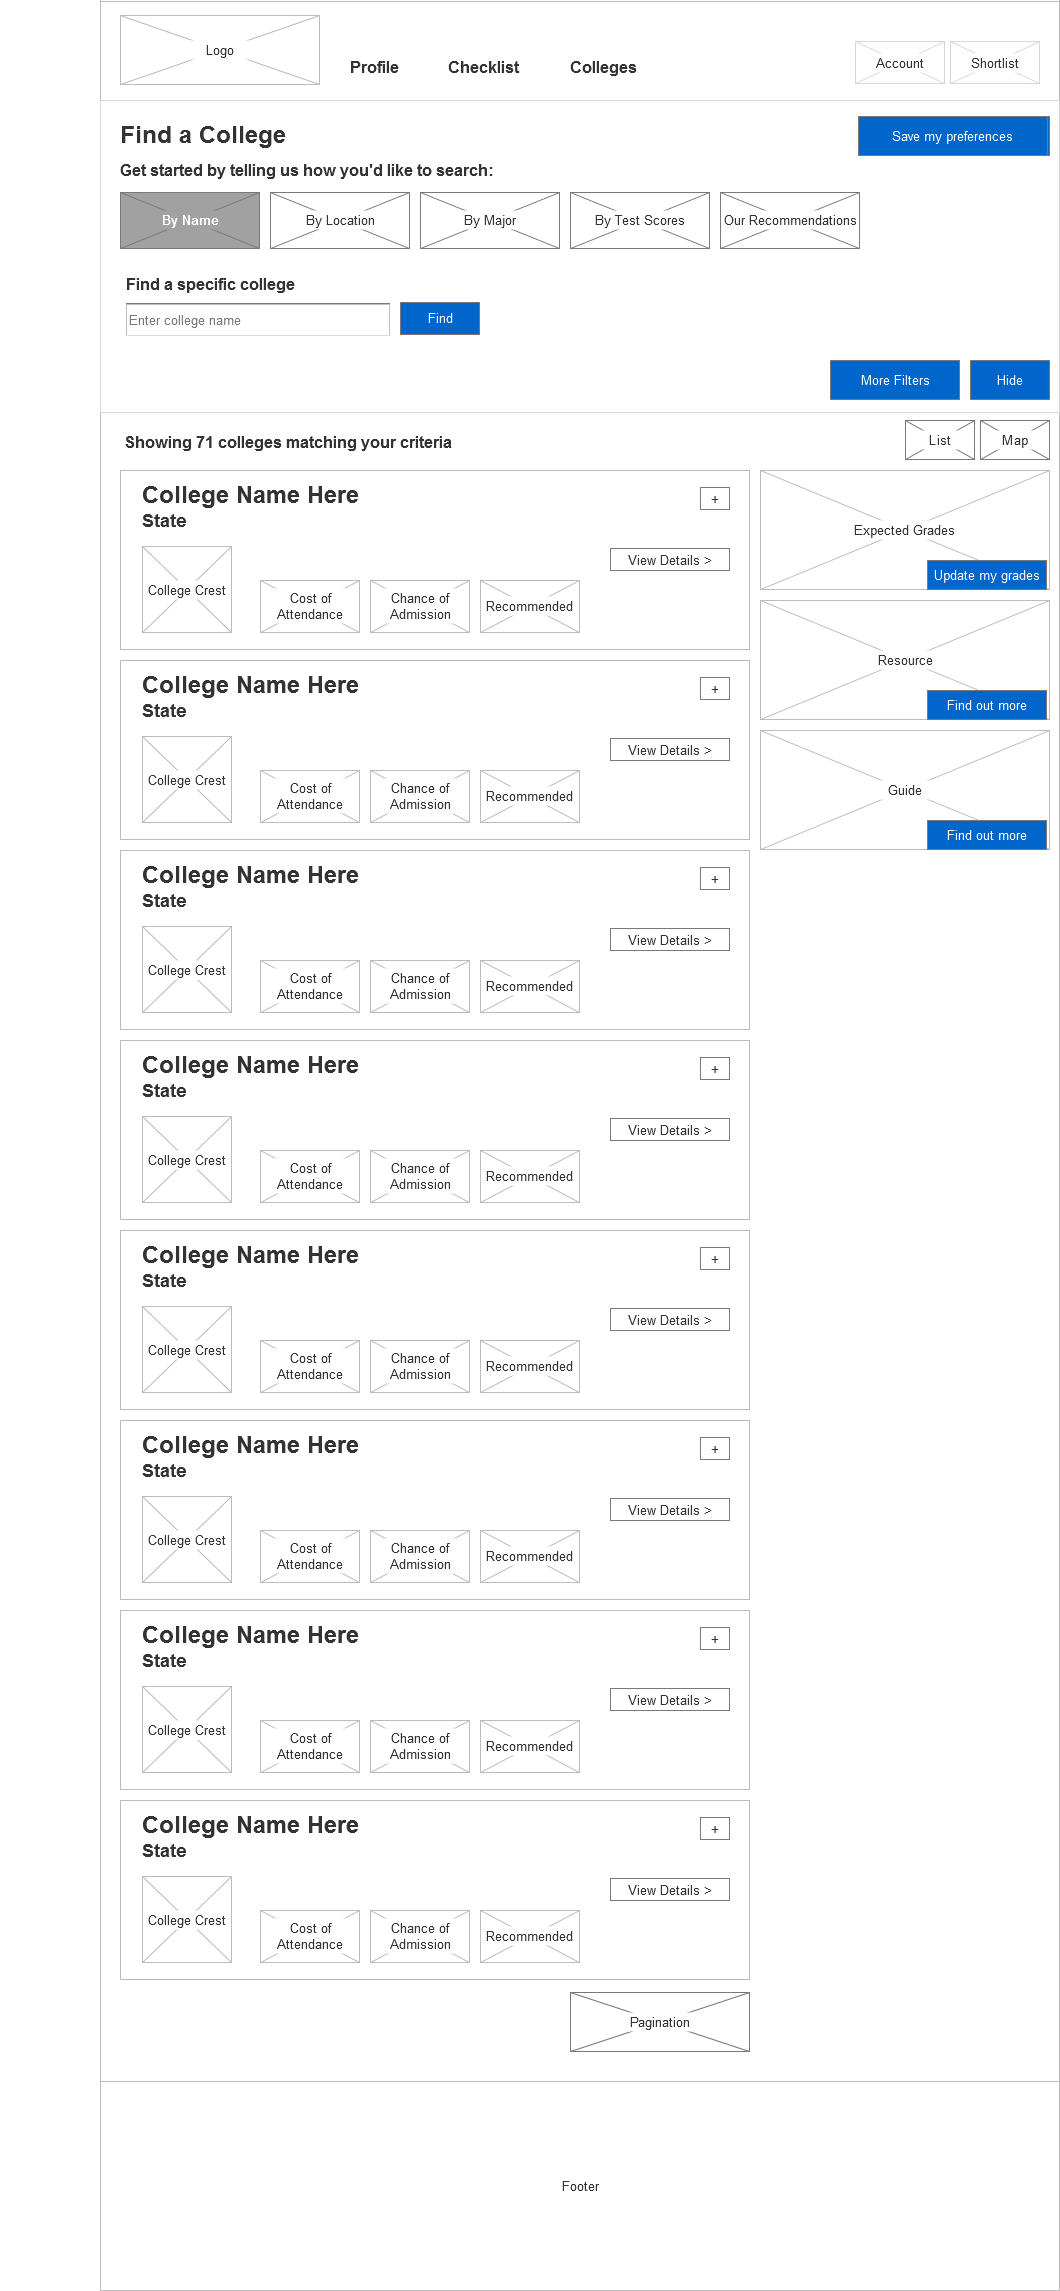 Logo
Profile
Checklist
Colleges
Account
Shortlist
Find a College
Save my preferences
Get started by telling us how you'd like to search:
By Name
By Location
By Major
By Test Scores
Our Recommendations
Find a specific college
Enter college name
Find
More Filters
Hide
Showing 71 colleges matching your criteria
List
Map
College Name Here
+
State
View Details >
College Crest
Cost of
Attendance
Chance of
Admission
Recommended
Expected Grades
Update my grades
College Name Here
+
State
View Details >
College Crest
Cost of
Attendance
Chance of
Admission
Recommended
Resource
Find out more
Guide
Find out more
College Name Here
+
State
View Details >
College Crest
Cost of
Attendance
Chance of
Admission
Recommended
College Name Here
+
State
View Details >
College Crest
Cost of
Attendance
Chance of
Admission
Recommended
College Name Here
+
State
View Details >
College Crest
Cost of
Attendance
Chance of
Admission
Recommended
College Name Here
+
State
View Details >
College Crest
Cost of
Attendance
Chance of
Admission
Recommended
College Name Here
+
State
View Details >
College Crest
Cost of
Attendance
Chance of
Admission
Recommended
College Name Here
+
State
View Details >
College Crest
Cost of
Attendance
Chance of
Admission
Recommended
Pagination
Footer